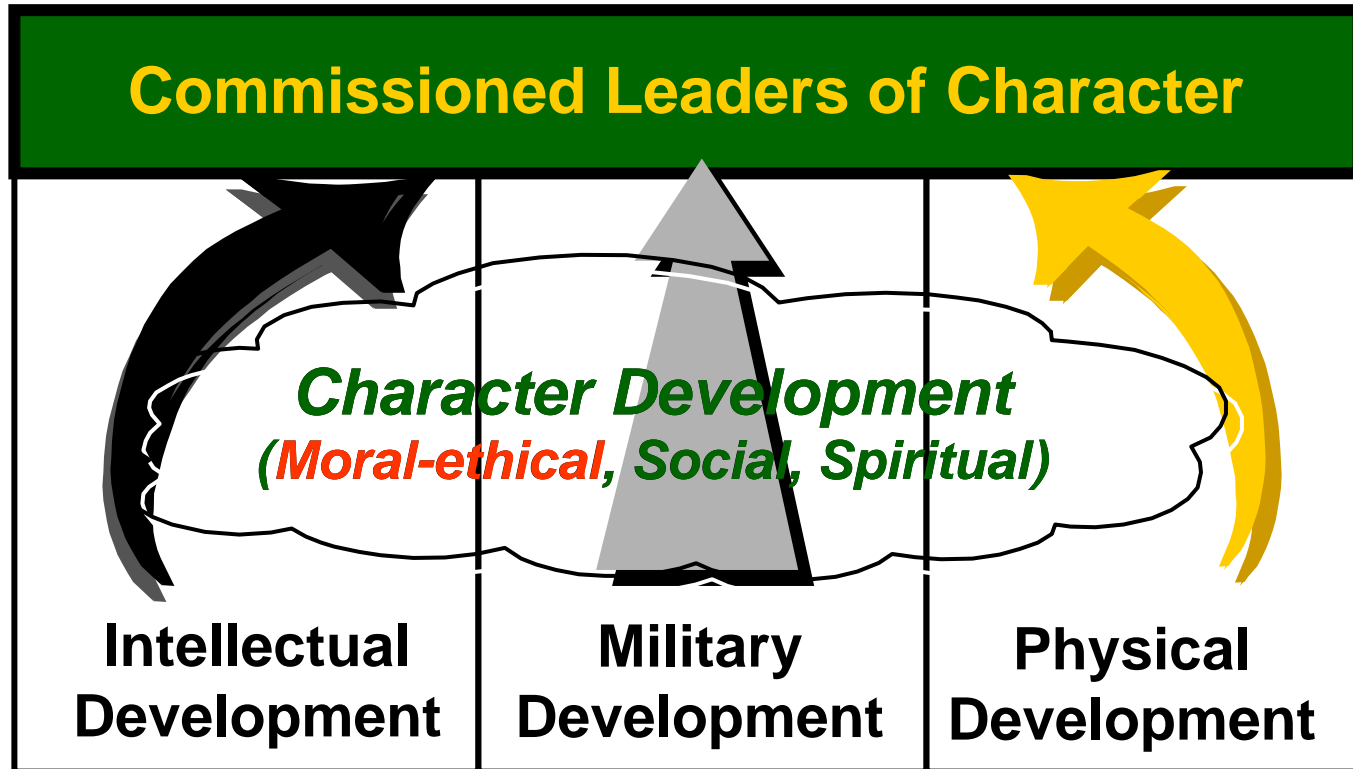 Commissioned Leaders of Character
Character Development
(Moral-ethical, Social, Spiritual)
Intellectual
Development
Military
Development
Physical
Development